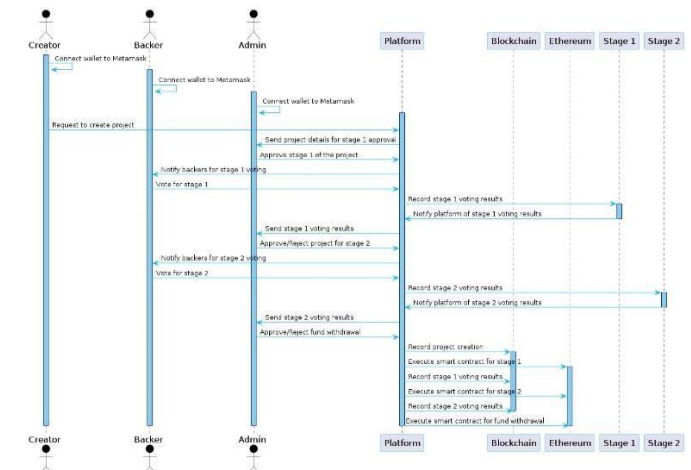 Creator Backer Admin Platform Blockchain Ethereum Stage 1 Stage 2
Connect wallet to Metamask
Connect wallet to Metamask
Connect wallet to Metamask
Request to create project
Send project details for stage 1 approval
Approve stage 1 of the project
Notify backers for stage 1 voting
Vote for stage 1
Record stage 1 voting results
Notify platform of stage 1 voting results
Send stage 1 voting results
Approve/Reject project for stage 2
Notify backers for stage 2 voting
Vote for stage 2
Record stage 2 voting results
Notify platform of stage 2 voting results
Send stage 2 voting results
Approve/Reject fund withdrawal
Record project creation
Execute smart contract for stage 1
Record stage 1 voting results
Execute smart contract for stage 2
Record stage 2 voting results
Execute smart contract for fund withdrawal
Creator Backer Admin Platform Blockchain Ethereum Stage 1 Stage 2